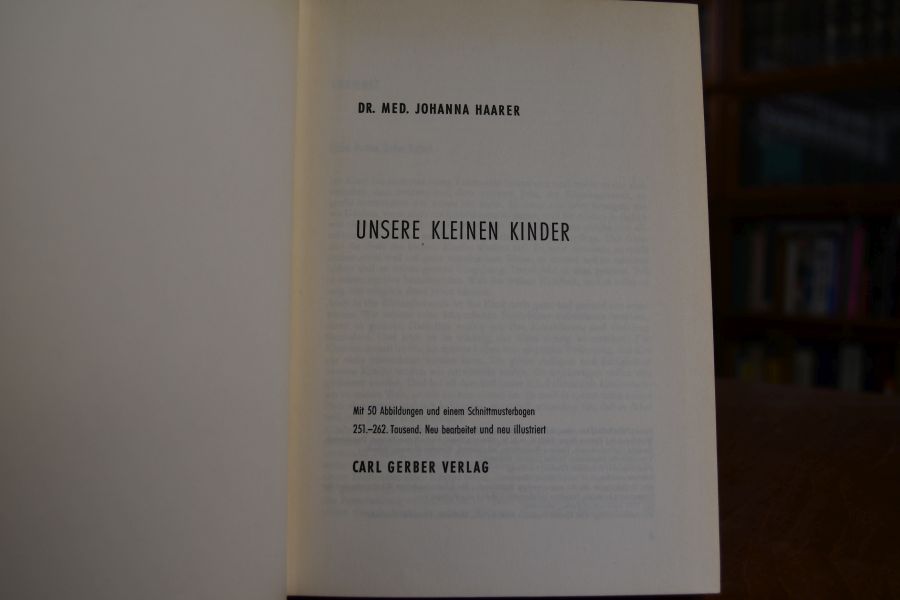 DR. MED. JOHANNA HAARER
UNSERE KLEINEN KINDER
Mit 50 Abbildungen und einem Schnittmusterbogen
251.–262. Tausend. Neu bearbeitet und neu illustriert
CARL GERBER VERLAG